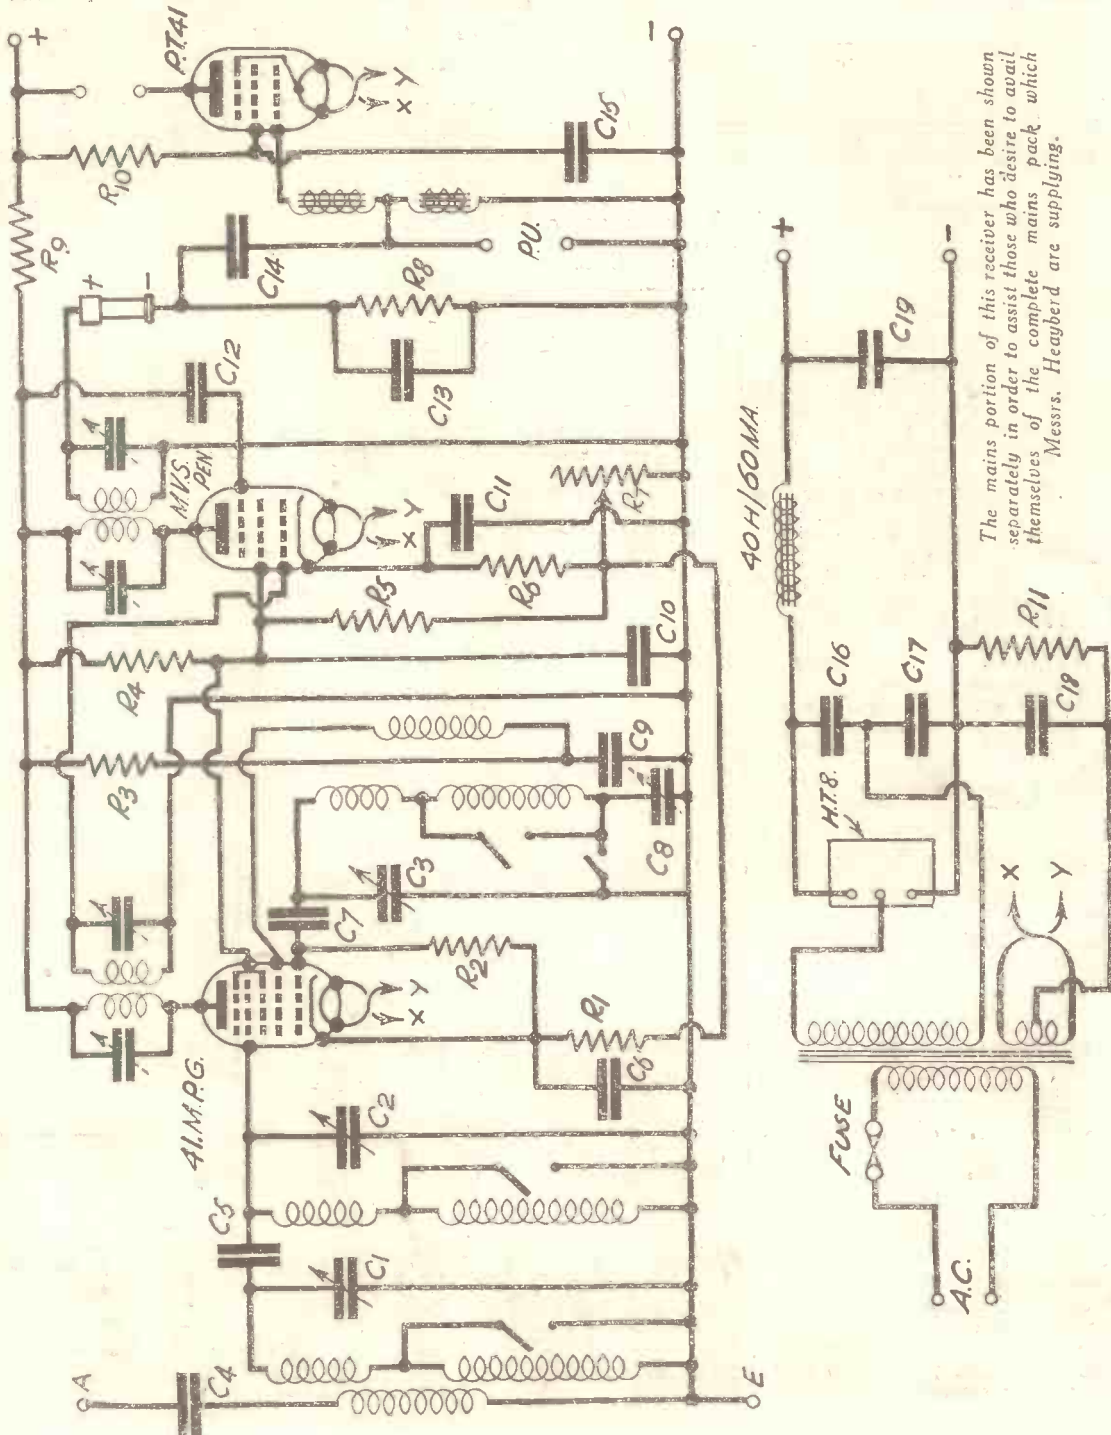 A
C4
E
C1
C5
C2
41.M.P.G.
C6
R1
R2
X
Y
C7
C3
C8
C9
R3
R4
C10
R5
R6
C11
R7
X
Y
M.V.S.
PEN
C12
+
-
C13
R8
C14
P.U.
R9
R10
C15
P.T.41
X
Y
+
-
A.C.
FUSE
X
Y
H.T.8.
C16
C17
C18
R11
40H/60MA.
C19
+
-
The mains portion of this receiver has been shown
separately in order to assist those who desire to avail
themselves of the complete mains pack which
Messrs. Heayberd are supplying.